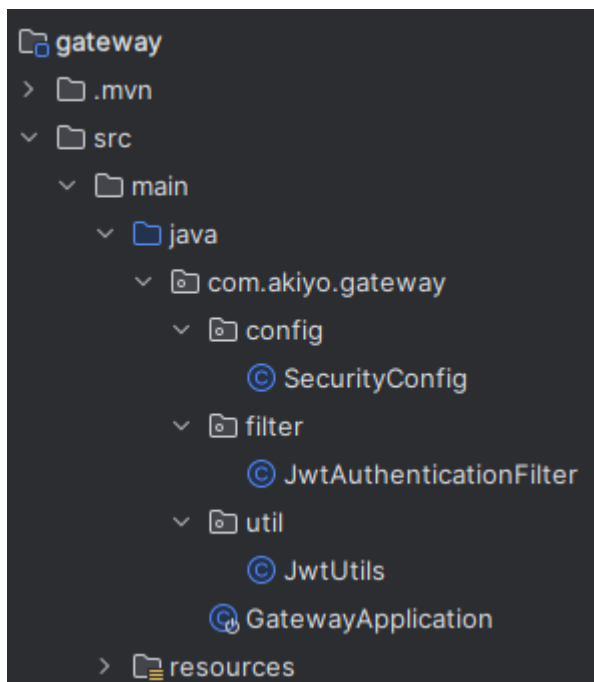 gateway
.mvn
src
main
java
com.akiyo.gateway
config
SecurityConfig
filter
JwtAuthenticationFilter
util
JwtUtils
GatewayApplication
resources